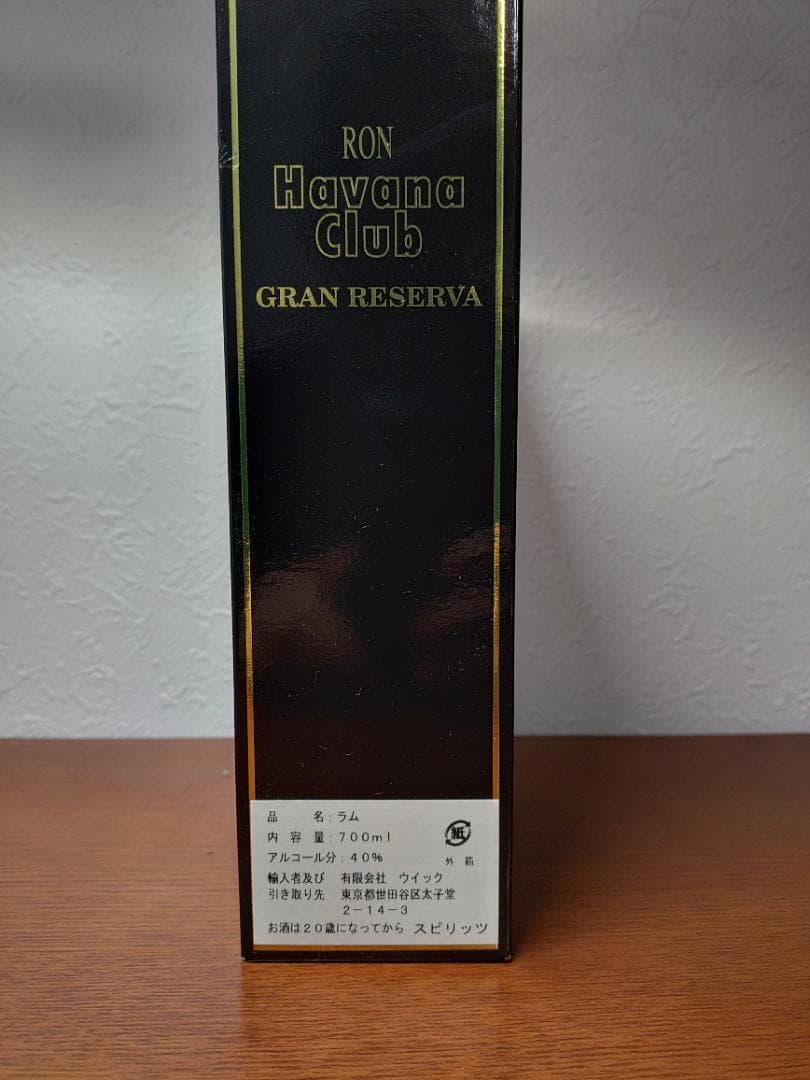 RON
Havana
Club
GRAN RESERVA
品　　名：ラム
内 容 量：７００ｍｌ
紙
アルコール分：４０％
外 箱
輸入者及び　有限会社　ウイック
引き取り先　東京都世田谷区太子堂
２－１４－３
お酒は２０歳になってから　スピリッツ